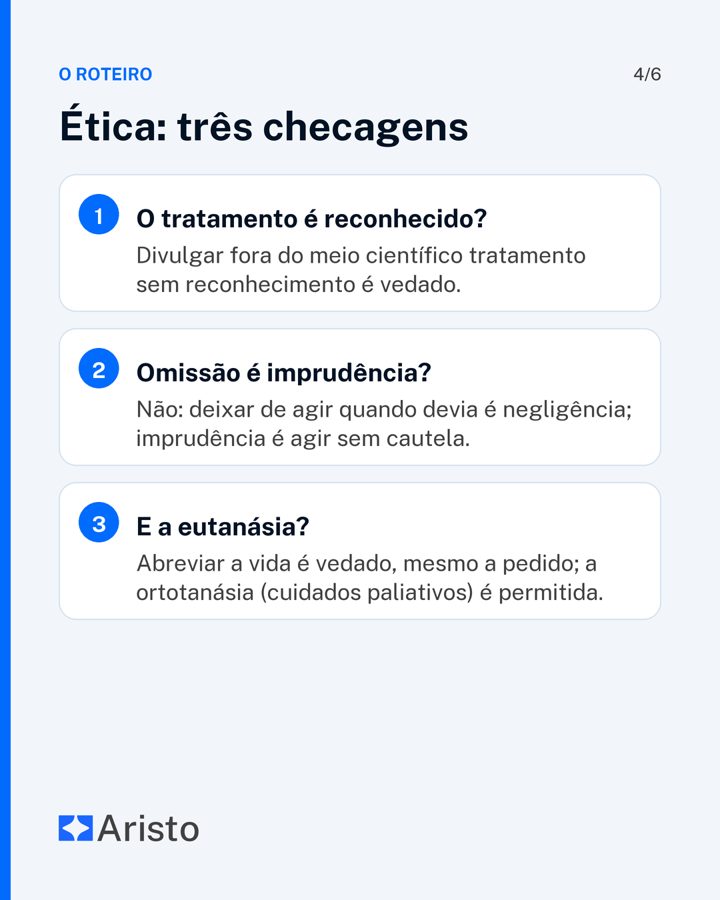 O ROTEIRO
4/6
Ética: três checagens
1
O tratamento é reconhecido?
Divulgar fora do meio científico tratamento
sem reconhecimento é vedado.
2
Omissão é imprudência?
Não: deixar de agir quando devia é negligência;
imprudência é agir sem cautela.
3
E a eutanásia?
Abreviar a vida é vedado, mesmo a pedido; a
ortotanásia (cuidados paliativos) é permitida.
Aristo